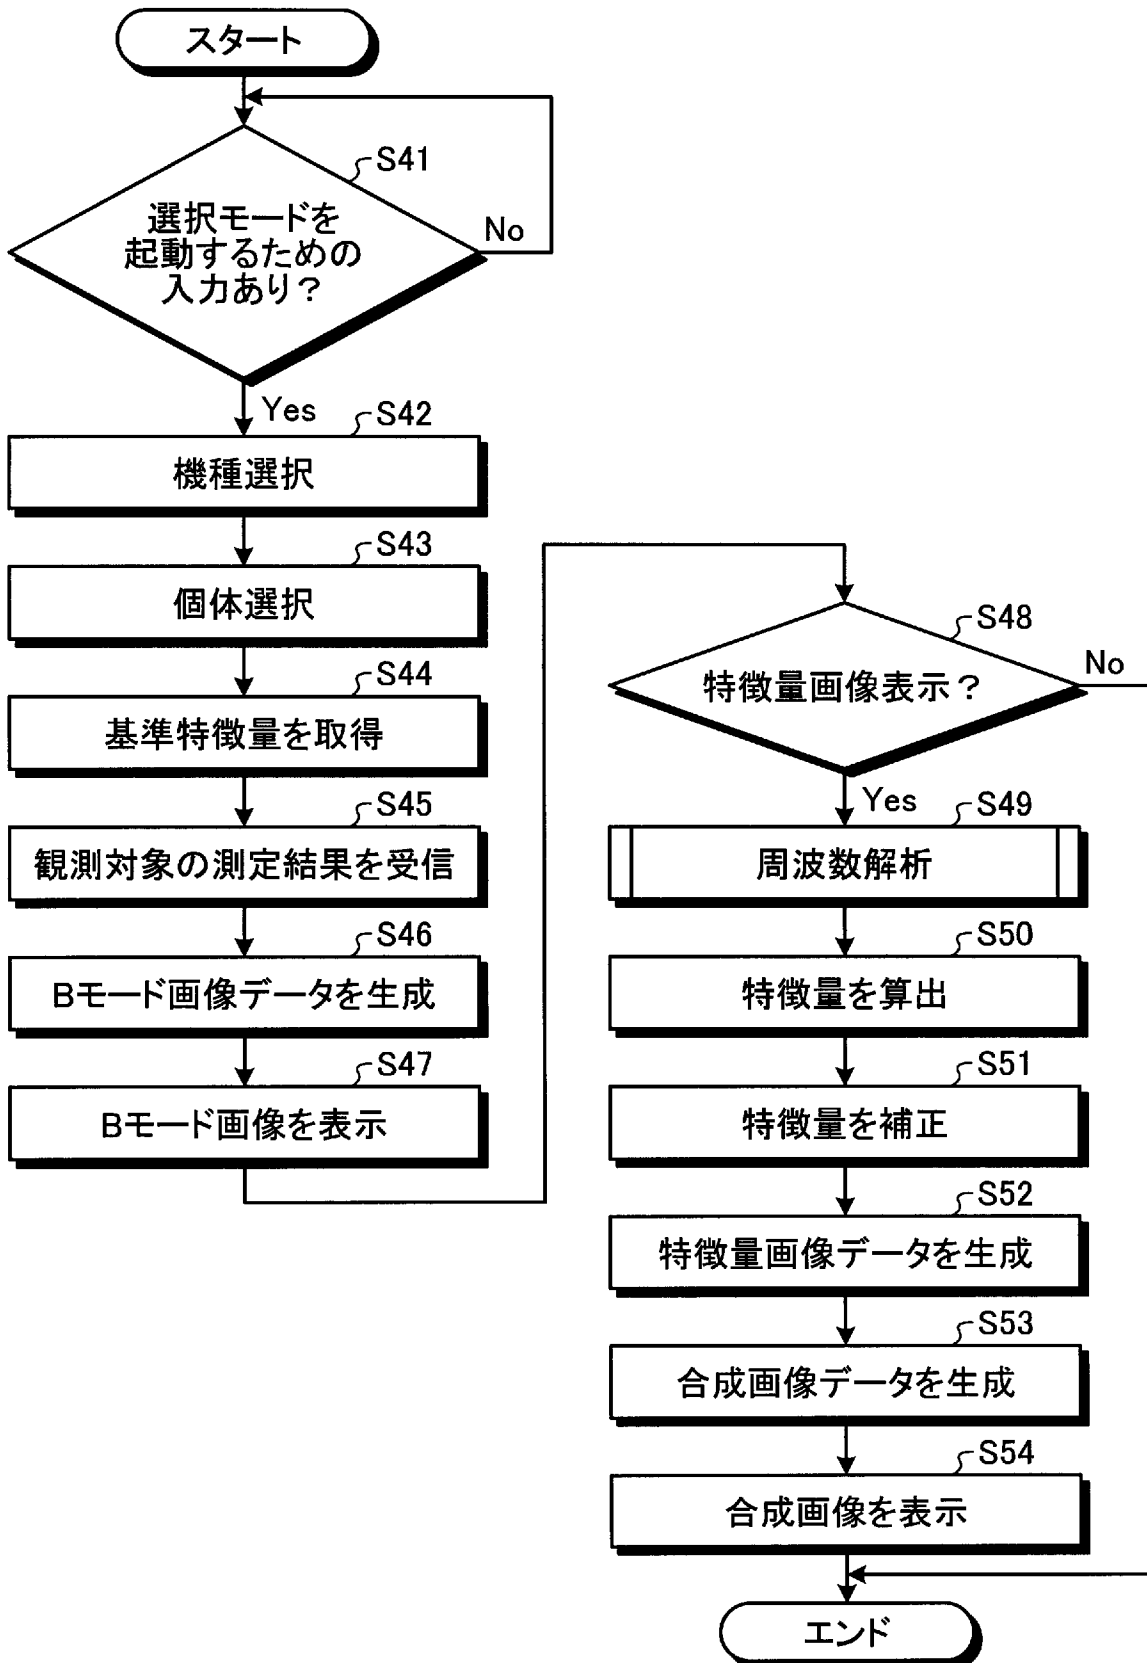 スタート
S41
選択モードを
起動するための
入力あり？
No
Yes
S42
機種選択
S43
個体選択
S44
基準特徴量を取得
S45
観測対象の測定結果を受信
S46
Bモード画像データを生成
S47
Bモード画像を表示
S48
特徴量画像表示？
No
Yes
S49
周波数解析
S50
特徴量を算出
S51
特徴量を補正
S52
特徴量画像データを生成
S53
合成画像データを生成
S54
合成画像を表示
エンド